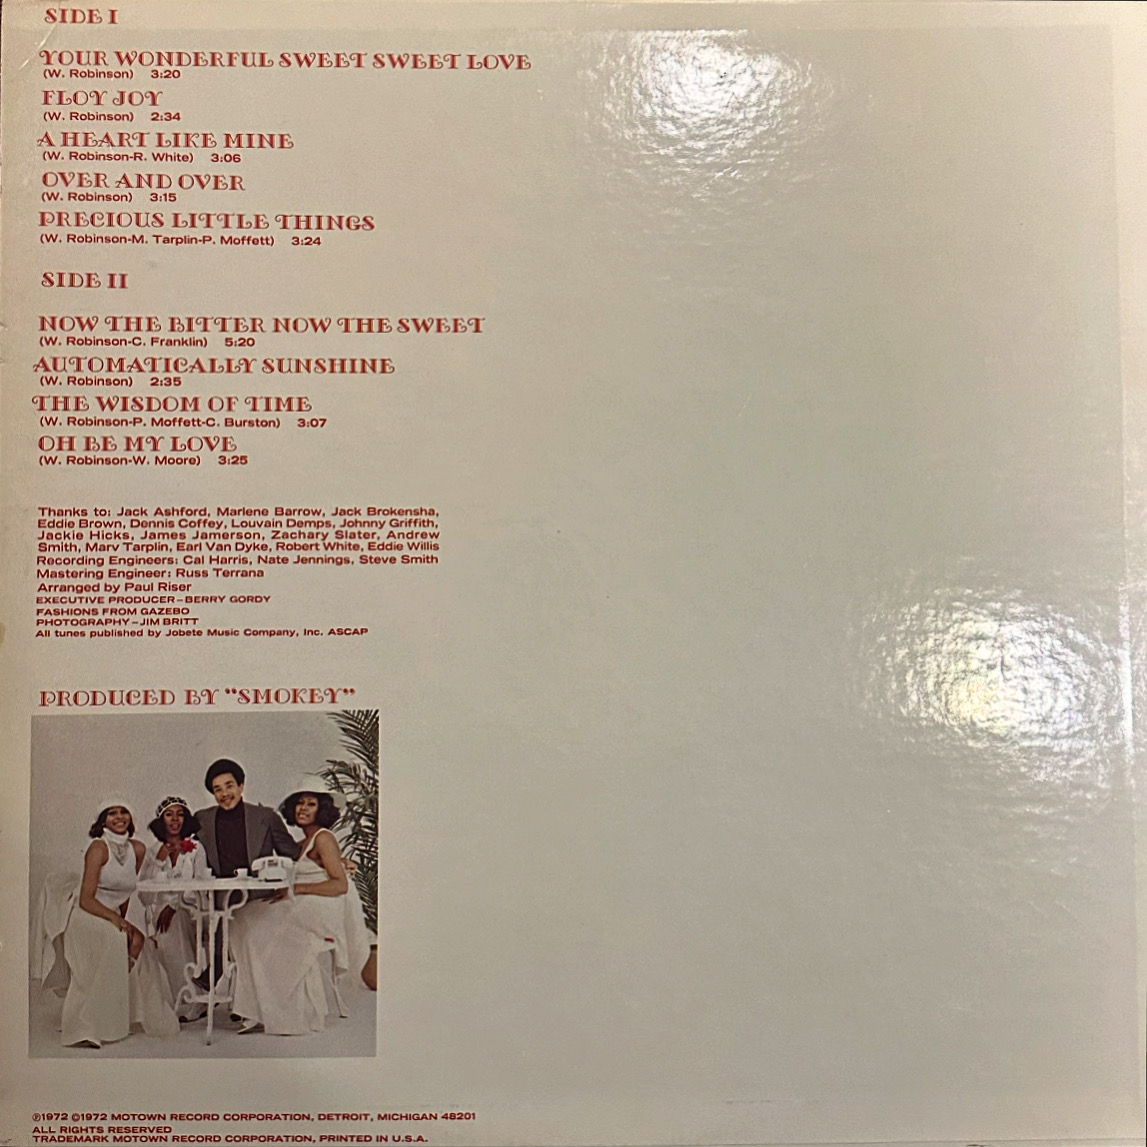 SIDE I
YOUR WONDERFUL SWEET SWEET LOVE
(W. Robinson) 3:20
FLOY JOY
(W. Robinson) 2:34
A HEART LIKE MINE
(W. Robinson-R. White) 3:06
OVER AND OVER
(W. Robinson) 3:15
PRECIOUS LITTLE THINGS
(W. Robinson-M. Tarplin-P. Moffett) 3:24
SIDE II
NOW THE BITTER NOW THE SWEET
(W. Robinson-C. Franklin) 5:20
AUTOMATICALLY SUNSHINE
(W. Robinson) 2:35
THE WISDOM OF TIME
(W. Robinson-P. Moffett-C. Burston) 3:07
OH BE MY LOVE
(W. Robinson-W. Moore) 3:25
Thanks to: Jack Ashford, Marlene Barrow, Jack Brokensha,
Eddie Brown, Dennis Coffey, Louvain Demps, Johnny Griffith,
Jackie Hicks, James Jamerson, Zachary Slater, Andrew
Smith, Marv Tarplin, Earl Van Dyke, Robert White, Eddie Willis
Recording Engineers: Cal Harris, Nate Jennings, Steve Smith
Mastering Engineer: Russ Terrana
Arranged by Paul Riser
EXECUTIVE PRODUCER–BERRY GORDY
FASHIONS FROM GAZEBO
PHOTOGRAPHY–JIM BRITT
All tunes published by Jobete Music Company, Inc. ASCAP
PRODUCED BY “SMOKEY”
℗1972 ©1972 MOTOWN RECORD CORPORATION, DETROIT, MICHIGAN 48201
ALL RIGHTS RESERVED
TRADEMARK MOTOWN RECORD CORPORATION, PRINTED IN U.S.A.